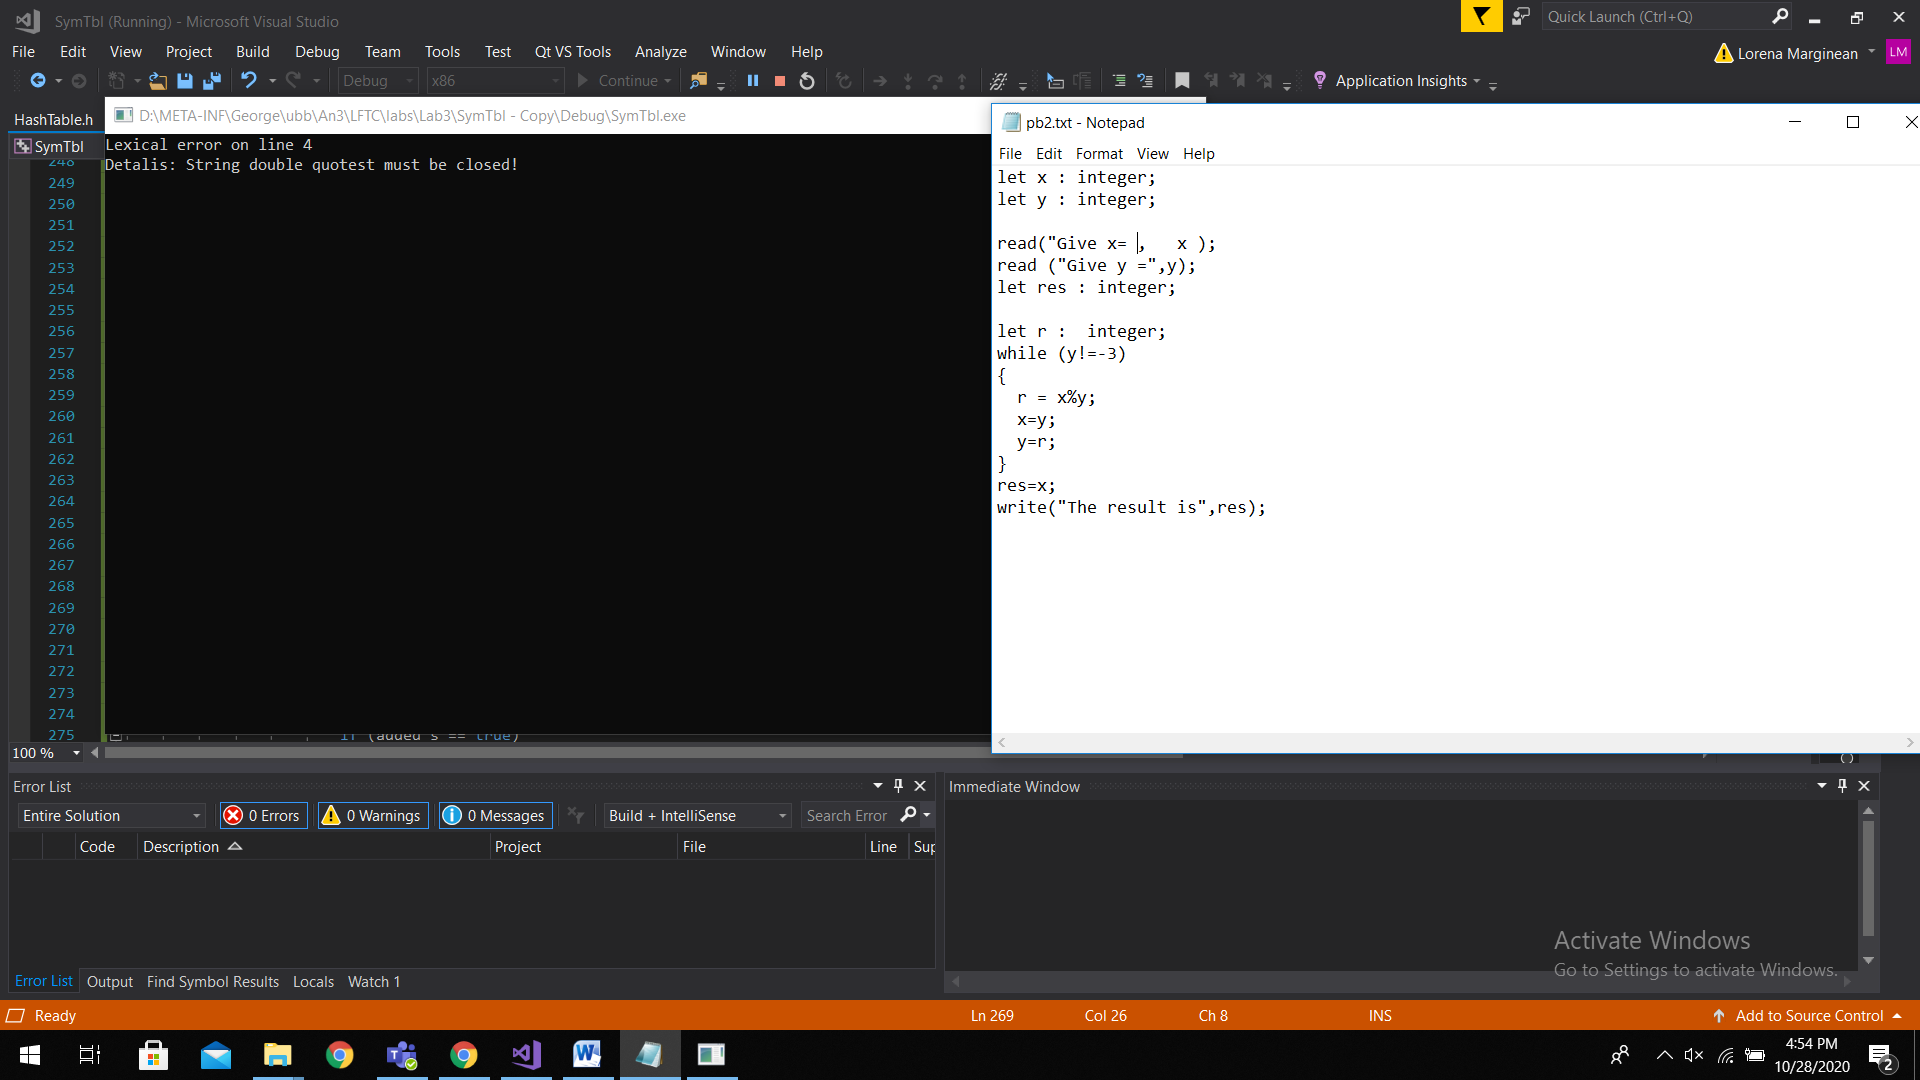 SymTbl (Running) - Microsoft Visual Studio
Quick Launch (Ctrl+Q)
File Edit View Project Build Debug Team Tools Test Qt VS Tools Analyze Window Help
Lorena Marginean LM
Debug x86 Continue Application Insights
HashTable.h
SymTbl
D:\META-INF\George\ubb\An3\LFTC\labs\Lab3\SymTbl - Copy\Debug\SymTbl.exe
Lexical error on line 4
Detalis: String double quotest must be closed!
248
249
250
251
252
253
254
255
256
257
258
259
260
261
262
263
264
265
266
267
268
269
270
271
272
273
274
275 if (added_s == true)
100 %
pb2.txt - Notepad
File Edit Format View Help
let x : integer;
let y : integer;
read("Give x= ,   x );
read ("Give y =",y);
let res : integer;
let r :  integer;
while (y!=-3)
{
  r = x%y;
  x=y;
  y=r;
}
res=x;
write("The result is",res);
Error List
Entire Solution 0 Errors 0 Warnings 0 Messages Build + IntelliSense Search Error
Code Description Project File Line Sup
Error List Output Find Symbol Results Locals Watch 1
Immediate Window
Activate Windows
Go to Settings to activate Windows.
Ready Ln 269 Col 26 Ch 8 INS Add to Source Control
4:54 PM
10/28/2020
2